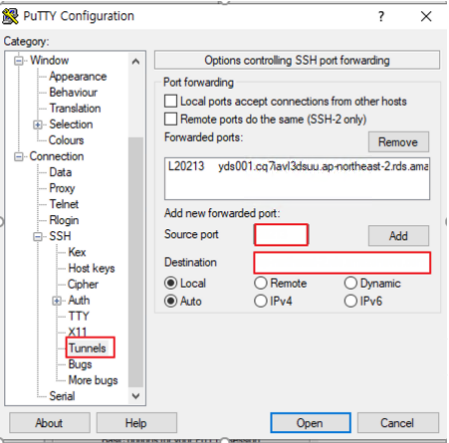 PuTTY Configuration
?
Category:
Window
Appearance
Behaviour
Translation
Selection
Colours
Connection
Data
Proxy
Telnet
Rlogin
SSH
Kex
Host keys
Cipher
Auth
TTY
X11
Tunnels
Bugs
More bugs
Serial
Options controlling SSH port forwarding
Port forwarding
Local ports accept connections from other hosts
Remote ports do the same (SSH-2 only)
Forwarded ports:
Remove
L20213 yds001.cq7iavl3dsuu.ap-northeast-2.rds.ama
Add new forwarded port:
Source port
Add
Destination
Local Remote Dynamic
Auto IPv4 IPv6
About Help Open Cancel